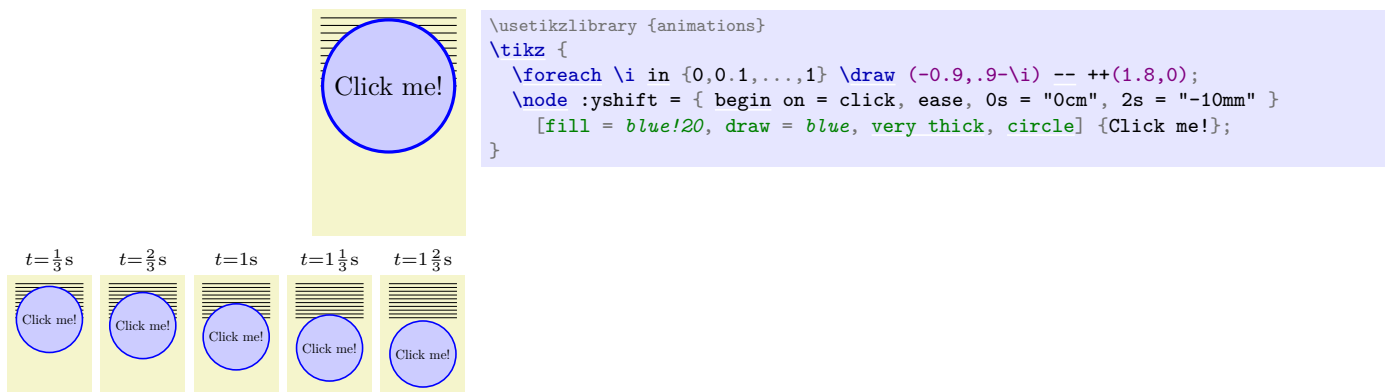 Click me!
\usetikzlibrary {animations}
\tikz {
  \foreach \i in {0,0.1,...,1} \draw (-0.9,.9-\i) -- ++(1.8,0);
  \node :yshift = { begin on = click, ease, 0s = "0cm", 2s = "-10mm" }
    [fill = blue!20, draw = blue, very thick, circle] {Click me!};
}
t=1/3s t=2/3s t=1s t=1 1/3s t=1 2/3s
Click me! Click me! Click me! Click me! Click me!